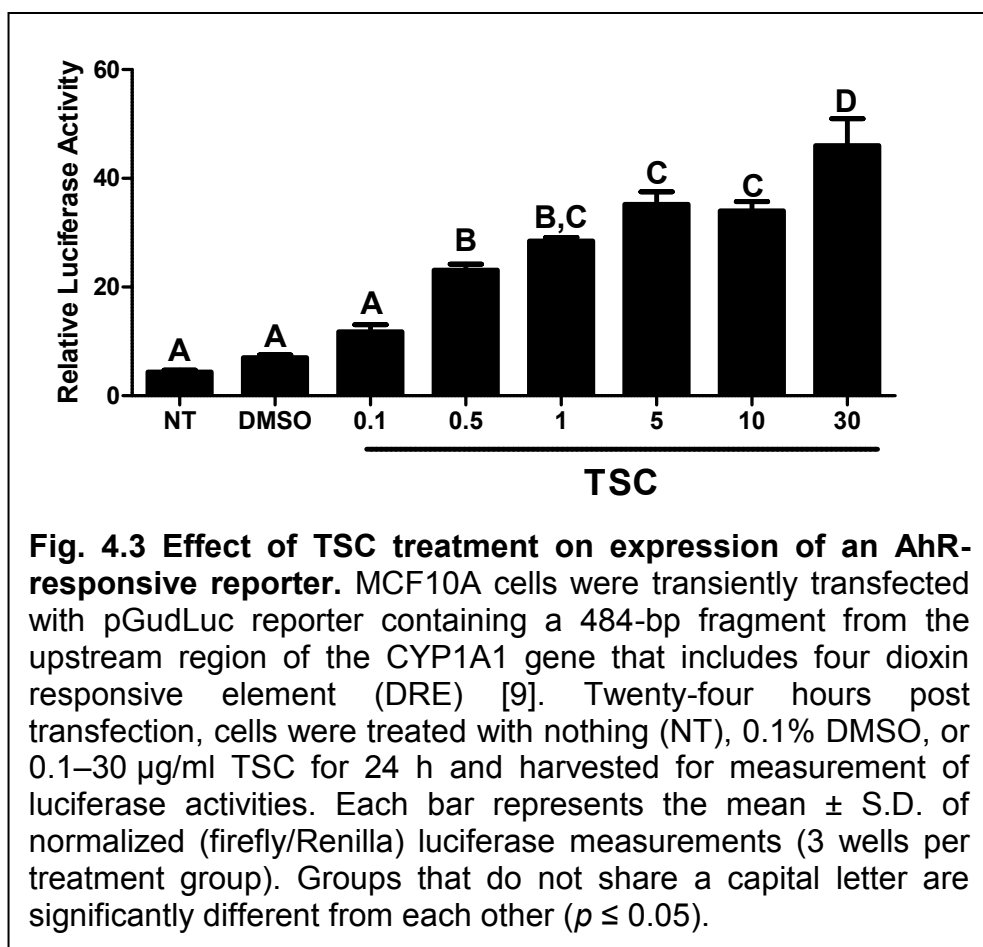 60
40
20
0
Relative Luciferase Activity
A
A
A
B
B,C
C
C
D
NT DMSO 0.1 0.5 1 5 10 30
TSC
Fig. 4.3 Effect of TSC treatment on expression of an AhR-
responsive reporter. MCF10A cells were transiently transfected
with pGudLuc reporter containing a 484-bp fragment from the
upstream region of the CYP1A1 gene that includes four dioxin
responsive element (DRE) [9]. Twenty-four hours post
transfection, cells were treated with nothing (NT), 0.1% DMSO, or
0.1–30 µg/ml TSC for 24 h and harvested for measurement of
luciferase activities. Each bar represents the mean ± S.D. of
normalized (firefly/Renilla) luciferase measurements (3 wells per
treatment group). Groups that do not share a capital letter are
significantly different from each other (p ≤ 0.05).